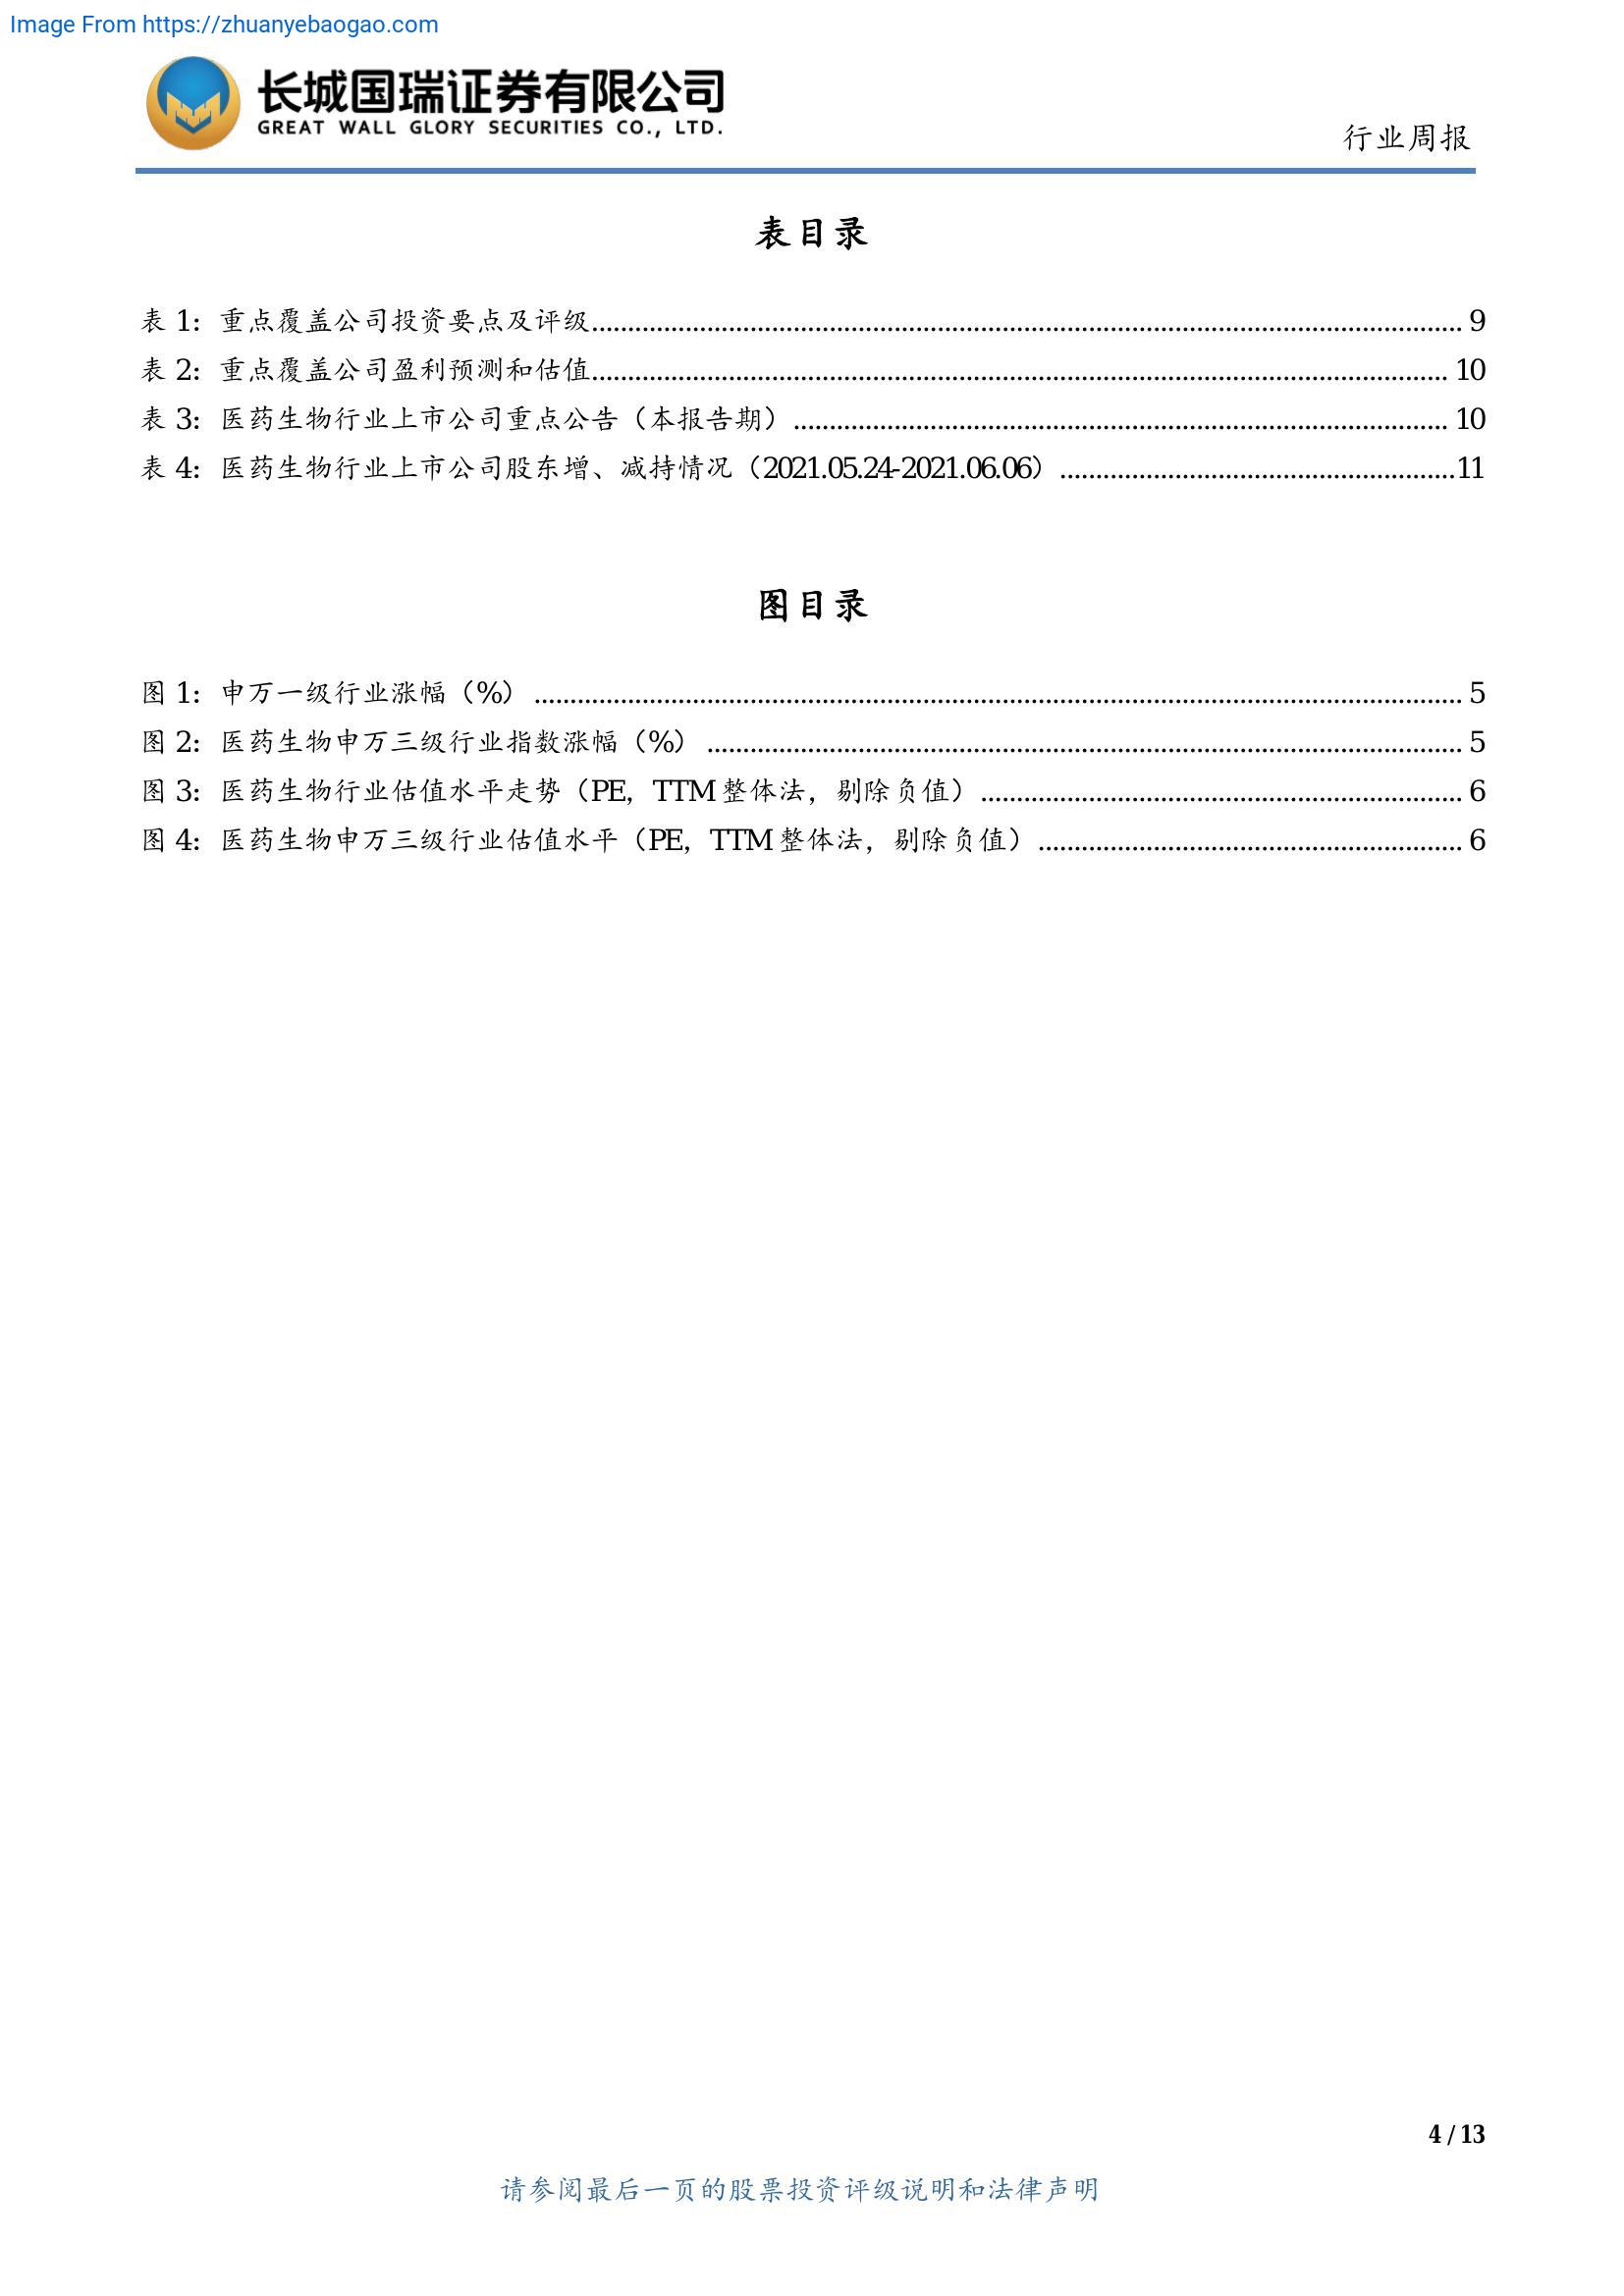 Image From https://zhuanyebaogao.com
长城国瑞证券有限公司
GREAT WALL GLORY SECURITIES CO., LTD.
行业周报
表目录
表 1：重点覆盖公司投资要点及评级 9
表 2：重点覆盖公司盈利预测和估值 10
表 3：医药生物行业上市公司重点公告（本报告期） 10
表 4：医药生物行业上市公司股东增、减持情况（2021.05.24-2021.06.06） 11
图目录
图 1：申万一级行业涨幅（%） 5
图 2：医药生物申万三级行业指数涨幅（%） 5
图 3：医药生物行业估值水平走势（PE，TTM 整体法，剔除负值） 6
图 4：医药生物申万三级行业估值水平（PE，TTM 整体法，剔除负值） 6
4 / 13
请参阅最后一页的股票投资评级说明和法律声明